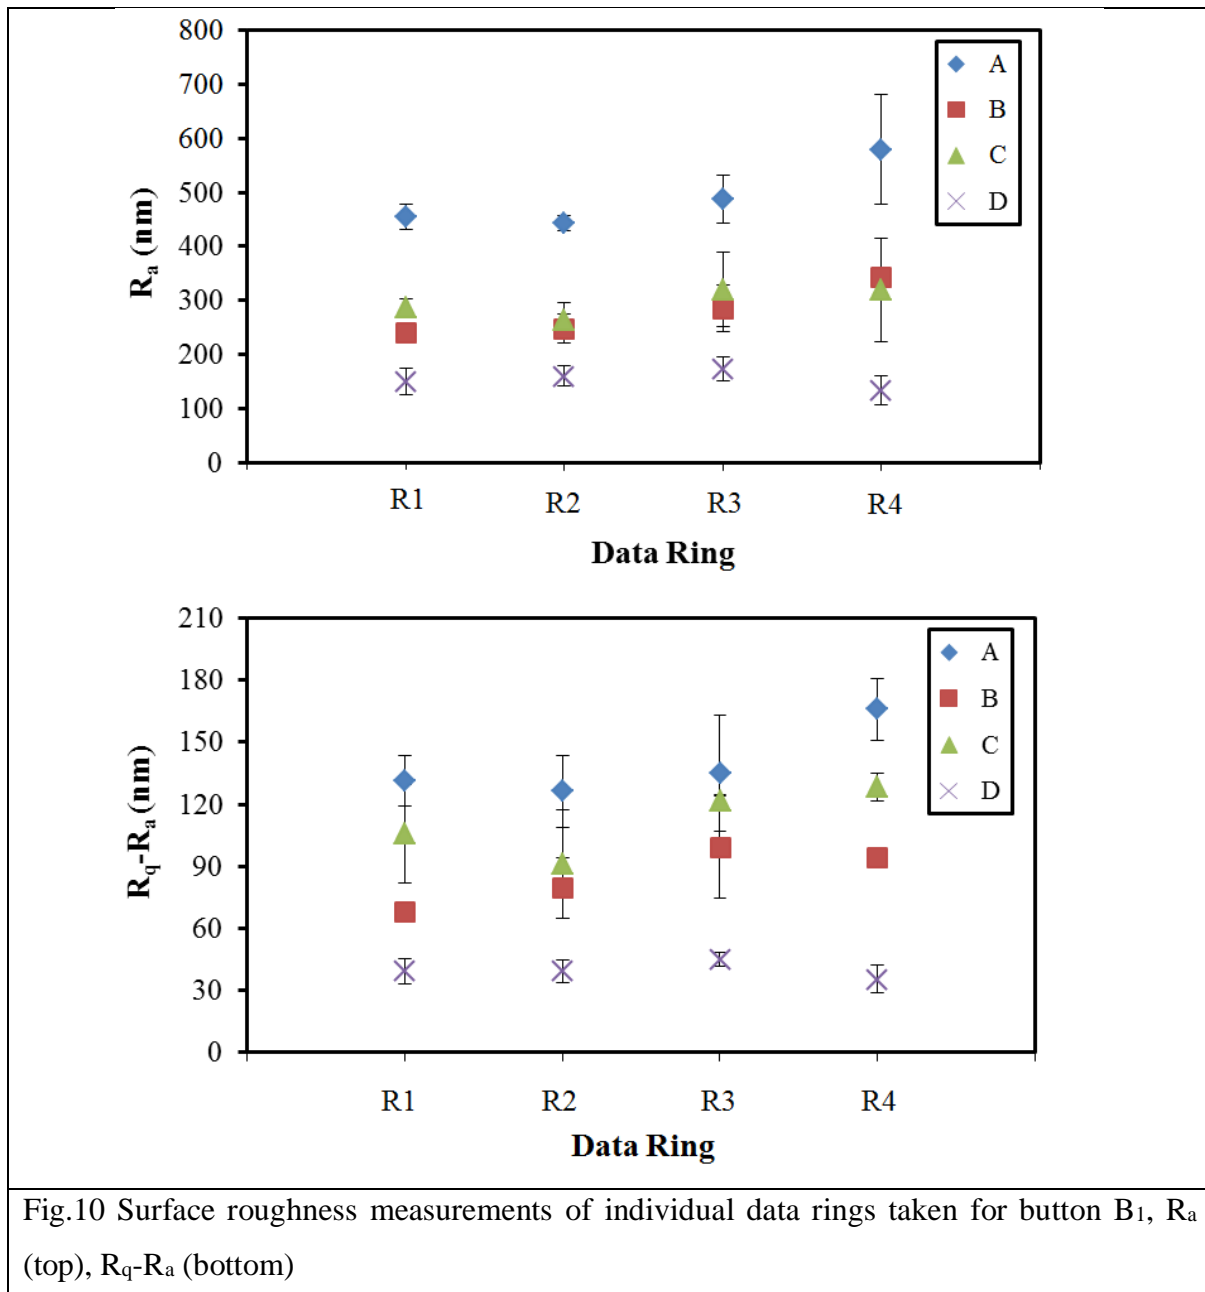 800
700
600
500
400
300
200
100
0
Ra (nm)
A
B
C
D
R1 R2 R3 R4
Data Ring
210
180
150
120
90
60
30
0
Rq-Ra (nm)
A
B
C
D
R1 R2 R3 R4
Data Ring
Fig.10 Surface roughness measurements of individual data rings taken for button B1, Ra
(top), Rq-Ra (bottom)